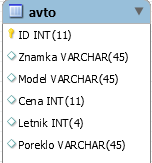 avto
ID INT(11)
Znamka VARCHAR(45)
Model VARCHAR(45)
Cena INT(11)
Letnik INT(4)
Poreklo VARCHAR(45)